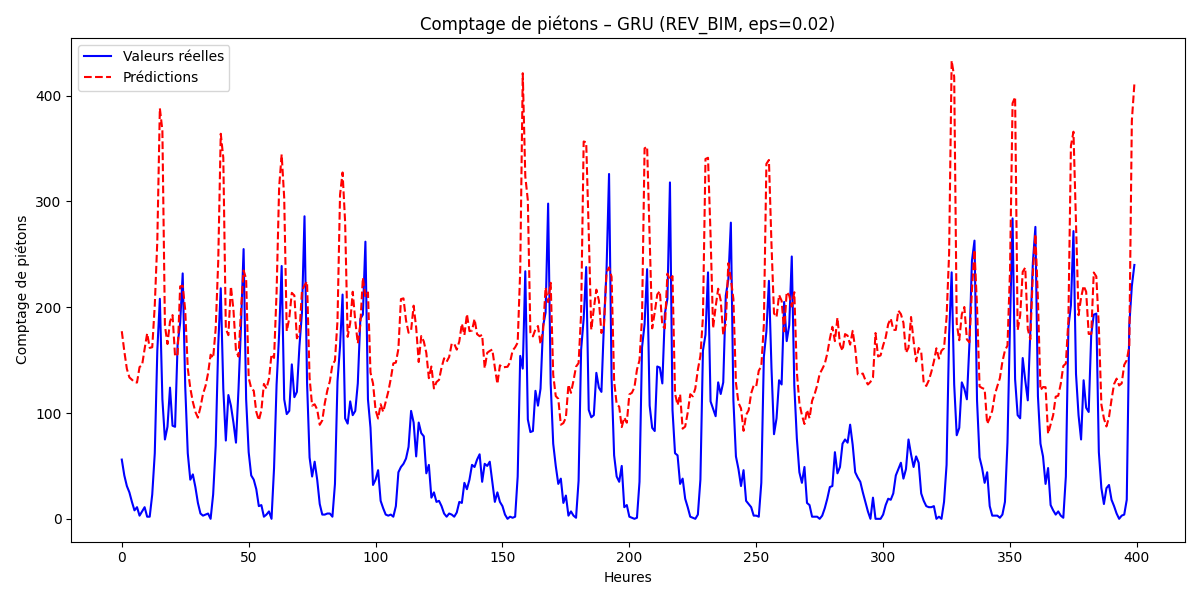 Comptage de piétons – GRU (REV_BIM, eps=0.02)
Valeurs réelles
Prédictions
Comptage de piétons
400
300
200
100
0
0 50 100 150 200 250 300 350 400
Heures